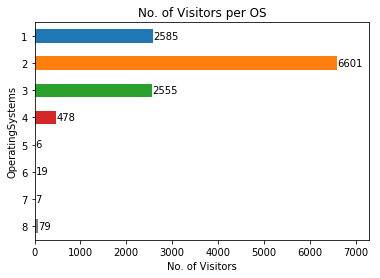 No. of Visitors per OS
OperatingSystems
1 2585
2 6601
3 2555
4 478
5 6
6 19
7 7
8 79
0 1000 2000 3000 4000 5000 6000 7000
No. of Visitors